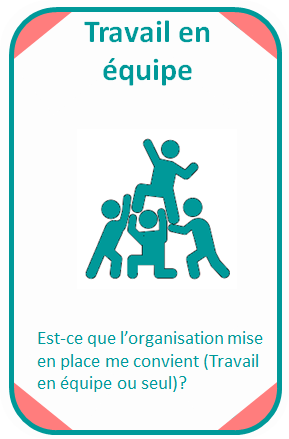 Travail en
équipe
Est-ce que l’organisation mise
en place me convient (Travail
en équipe ou seul)?